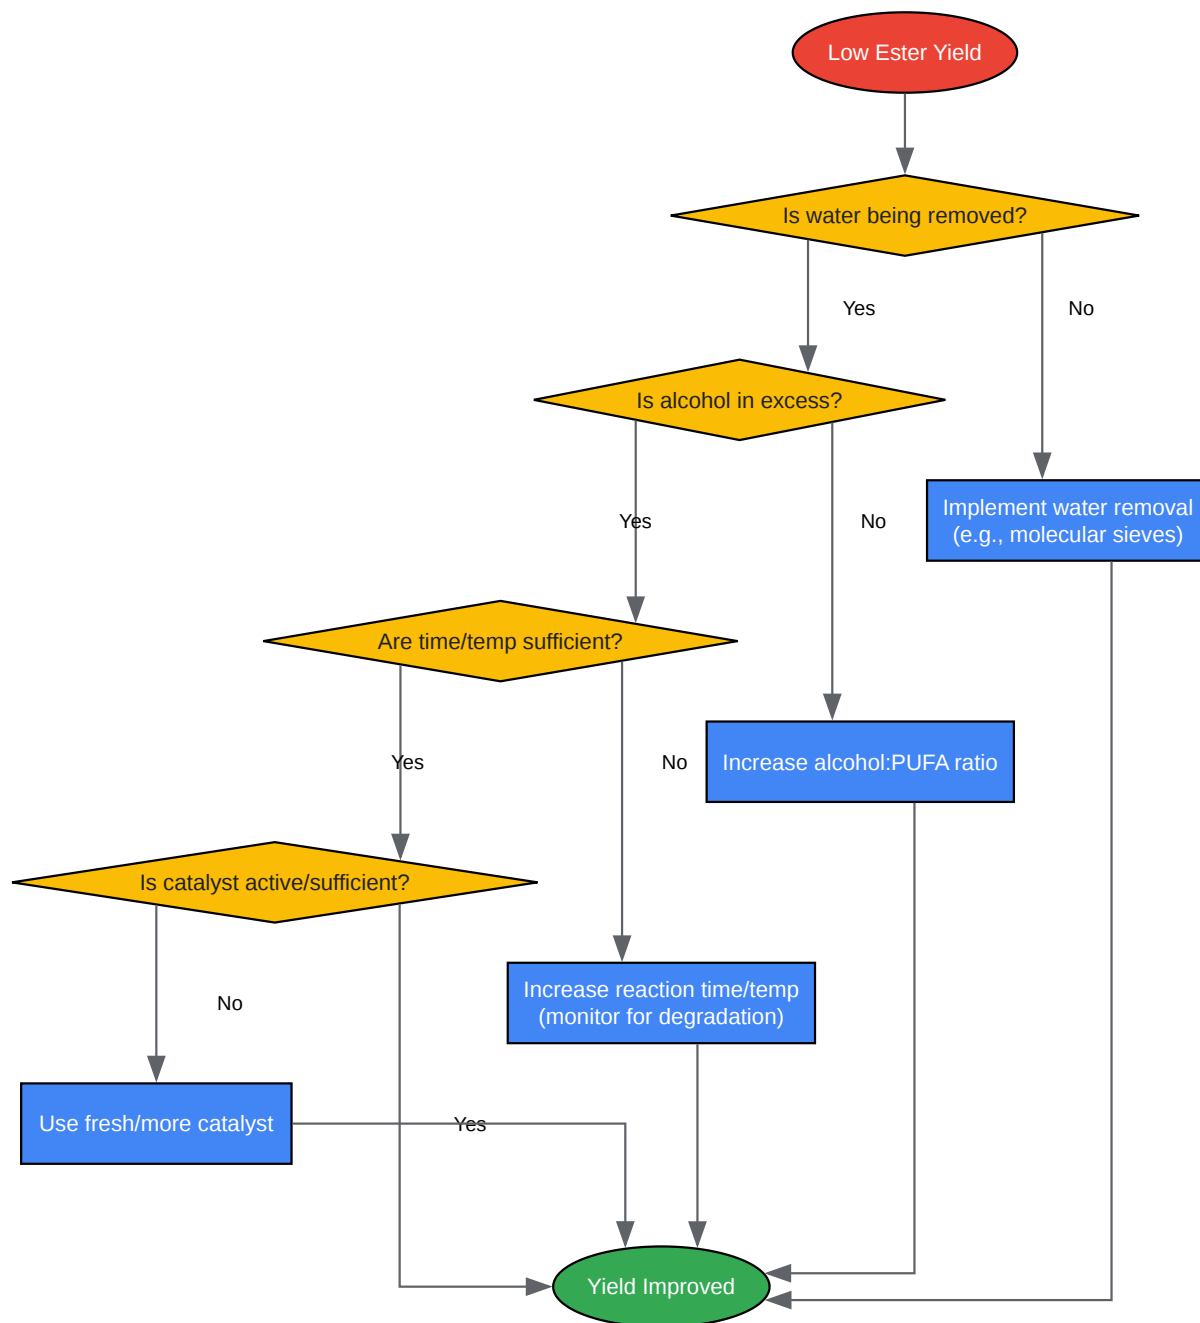 Low Ester Yield
Is water being removed?
Yes
No
Is alcohol in excess?
Implement water removal
(e.g., molecular sieves)
Yes
No
Are time/temp sufficient?
Increase alcohol:PUFA ratio
Yes
No
Is catalyst active/sufficient?
Increase reaction time/temp
(monitor for degradation)
No
Use fresh/more catalyst
Yes
Yield Improved